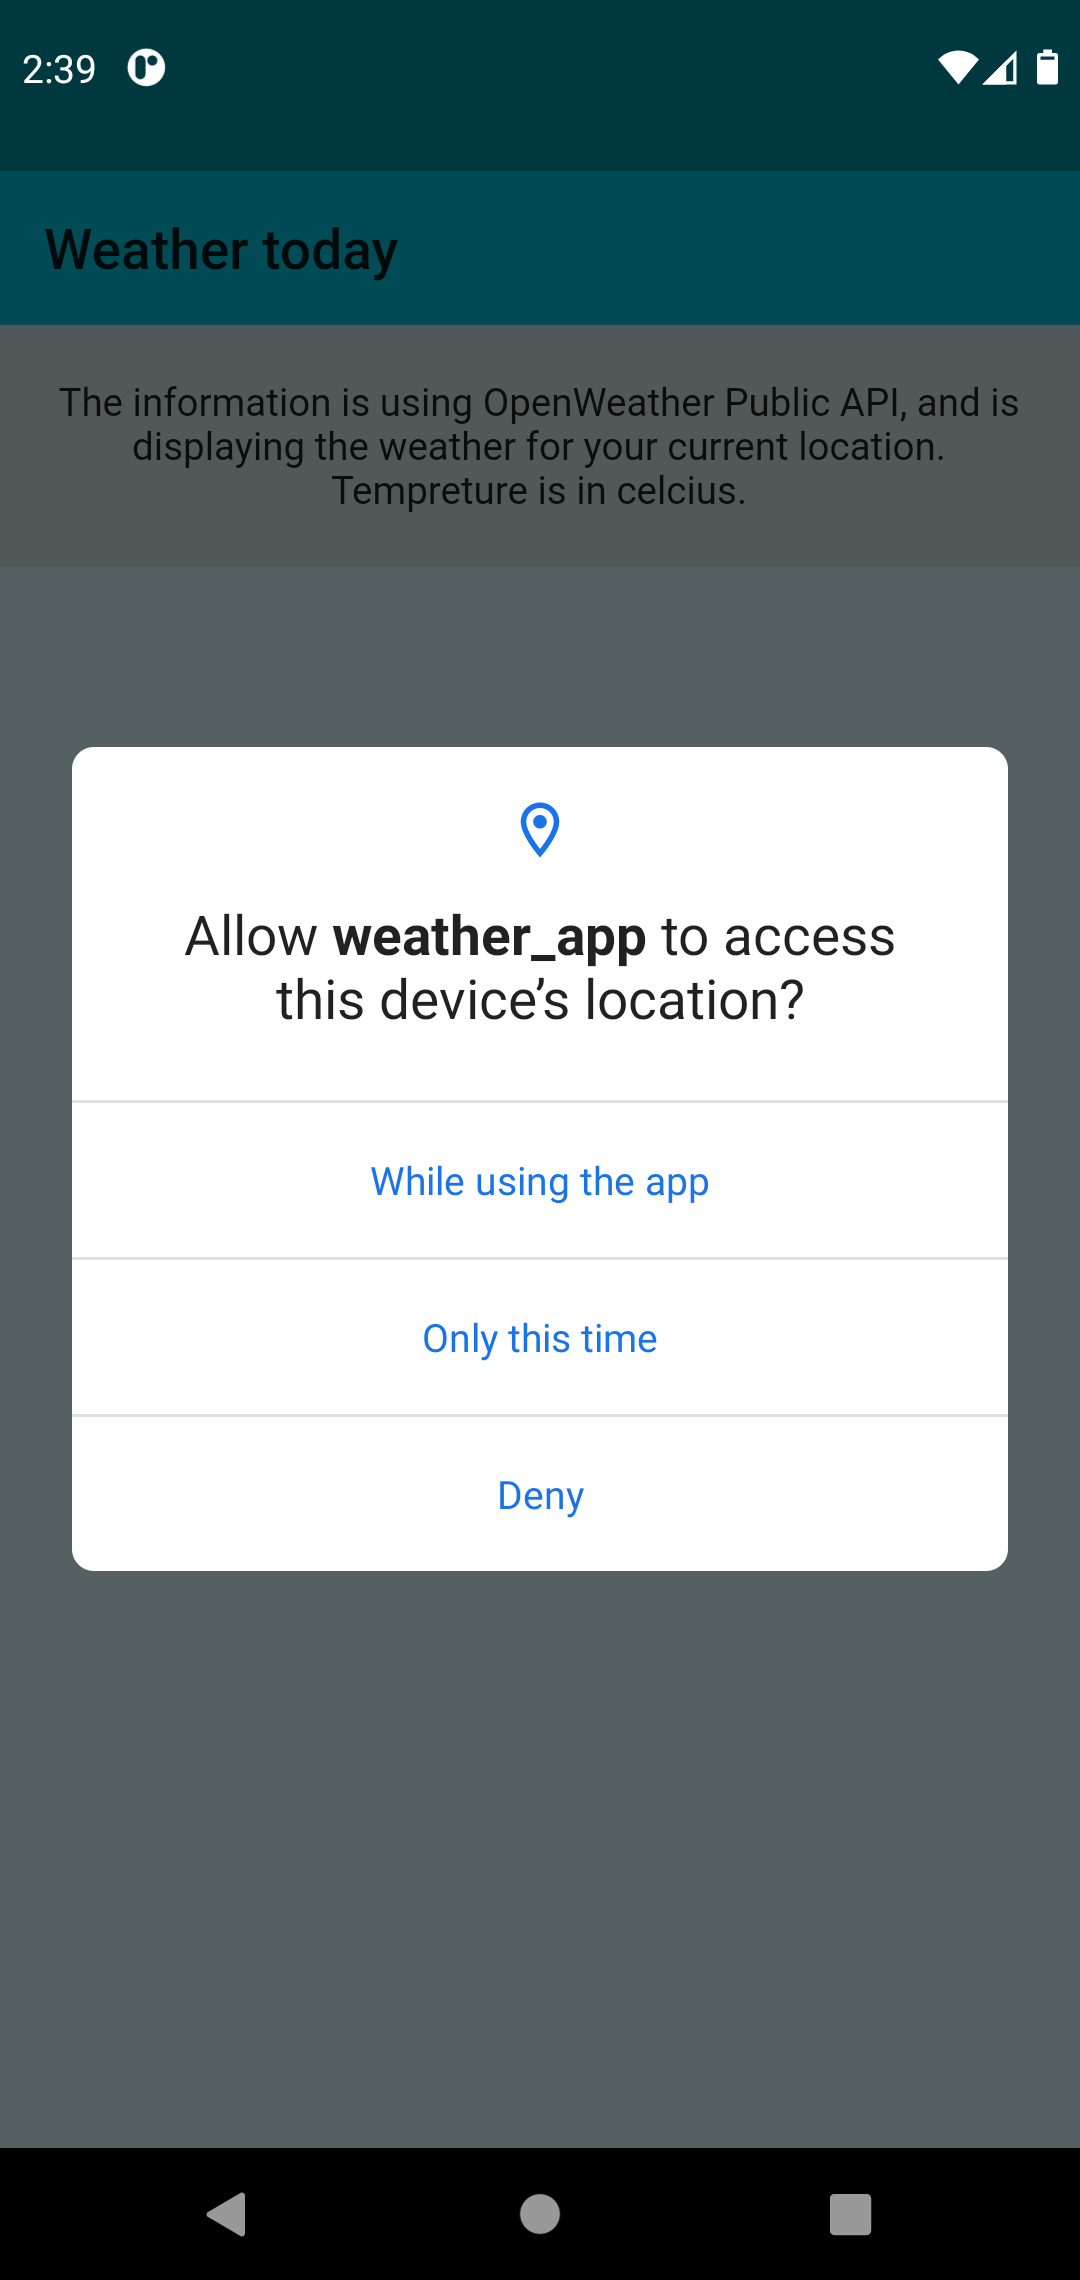 2:39
Weather today
The information is using OpenWeather Public API, and is
displaying the weather for your current location.
Tempreture is in celcius.
Allow weather_app to access
this device’s location?
While using the app
Only this time
Deny